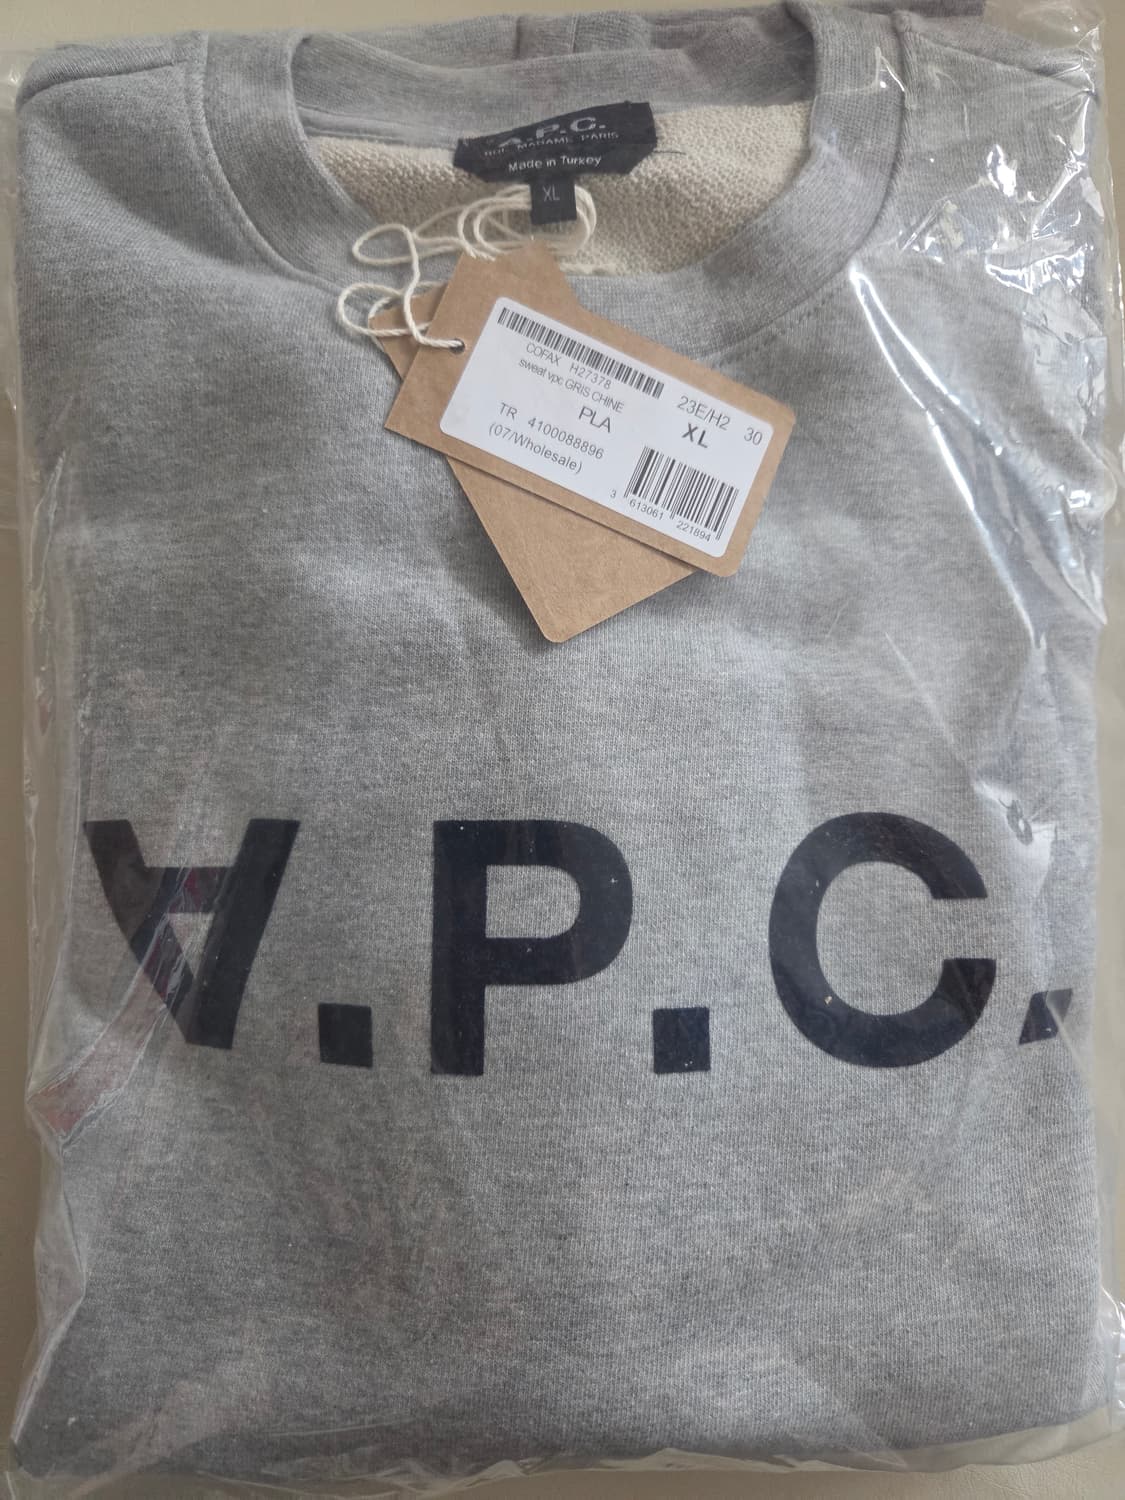 A.P.C.
RUE MADAME PARIS
Made in Turkey
XL
COFAX H27378
sweat vpc GRIS CHINE
PLA
23E/H2 30
XL
TR 4100088896
(07/Wholesale)
3 613061 221894
V.P.C.